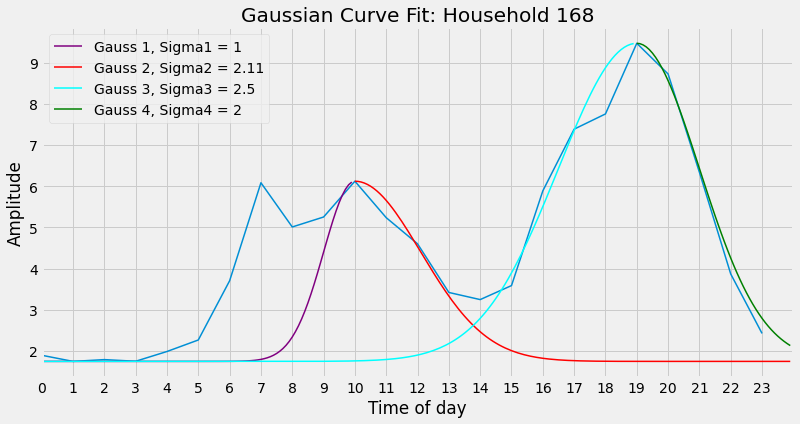 Gaussian Curve Fit: Household 168
Gauss 1, Sigma1 = 1
Gauss 2, Sigma2 = 2.11
Gauss 3, Sigma3 = 2.5
Gauss 4, Sigma4 = 2
Amplitude
9
8
7
6
5
4
3
2
0 1 2 3 4 5 6 7 8 9 10 11 12 13 14 15 16 17 18 19 20 21 22 23
Time of day